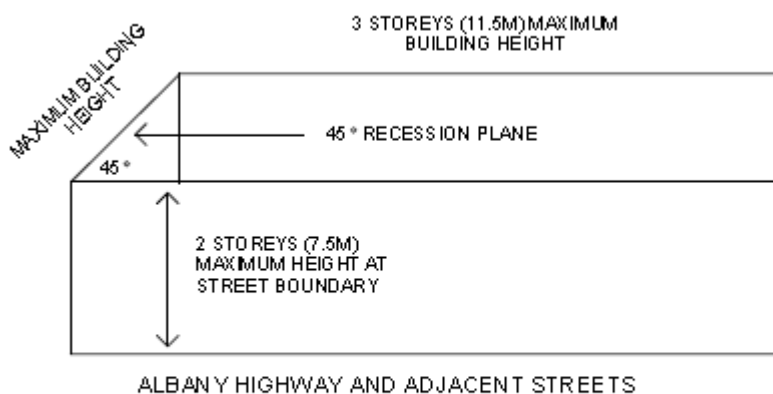 3 STOREYS (11.5M) MAXIMUM
BUILDING HEIGHT
MAXIMUM BUILDING
HEIGHT
45° RECESSION PLANE
45°
2 STOREYS (7.5M)
MAXIMUM HEIGHT AT
STREET BOUNDARY
ALBANY HIGHWAY AND ADJACENT STREETS